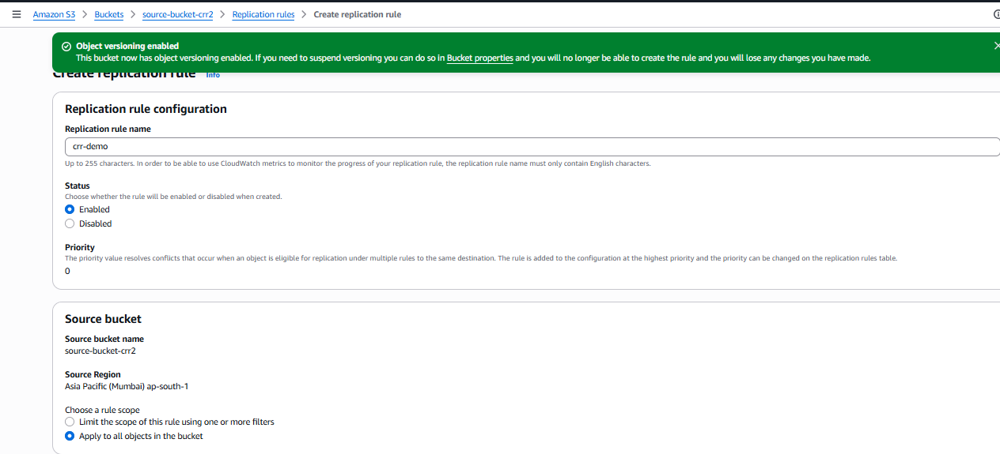 Amazon S3 > Buckets > source-bucket-crr2 > Replication rules > Create replication rule
Object versioning enabled
This bucket now has object versioning enabled. If you need to suspend versioning you can do so in Bucket properties and you will no longer be able to create the rule and you will lose any changes you have made.
Create replication rule Info
Replication rule configuration
Replication rule name
crr-demo
Up to 255 characters. In order to be able to use CloudWatch metrics to monitor the progress of your replication rule, the replication rule name must only contain English characters.
Status
Choose whether the rule will be enabled or disabled when created.
Enabled
Disabled
Priority
The priority value resolves conflicts that occur when an object is eligible for replication under multiple rules to the same destination. The rule is added to the configuration at the highest priority and the priority can be changed on the replication rules table.
0
Source bucket
Source bucket name
source-bucket-crr2
Source Region
Asia Pacific (Mumbai) ap-south-1
Choose a rule scope
Limit the scope of this rule using one or more filters
Apply to all objects in the bucket